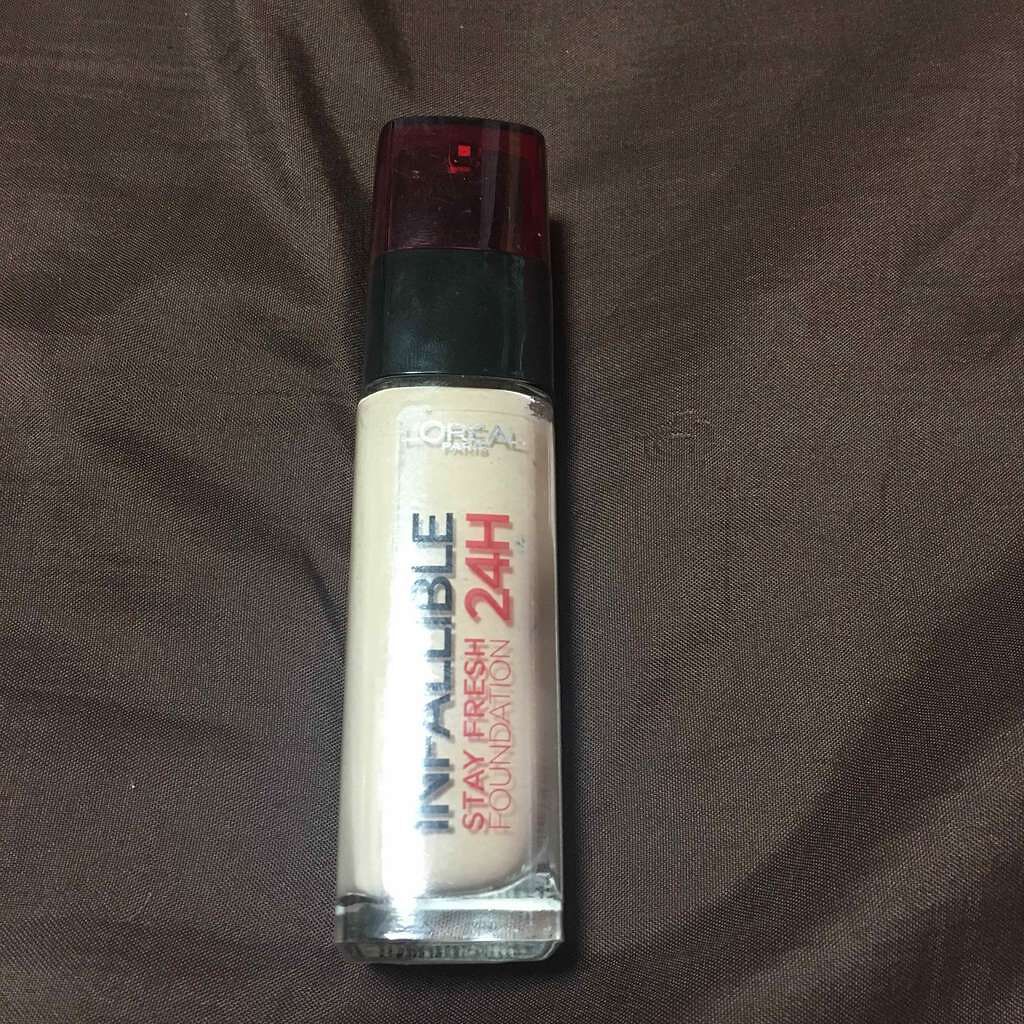 L'ORÉAL
PARIS
INFALLIBLE
STAY FRESH 24H
FOUNDATION